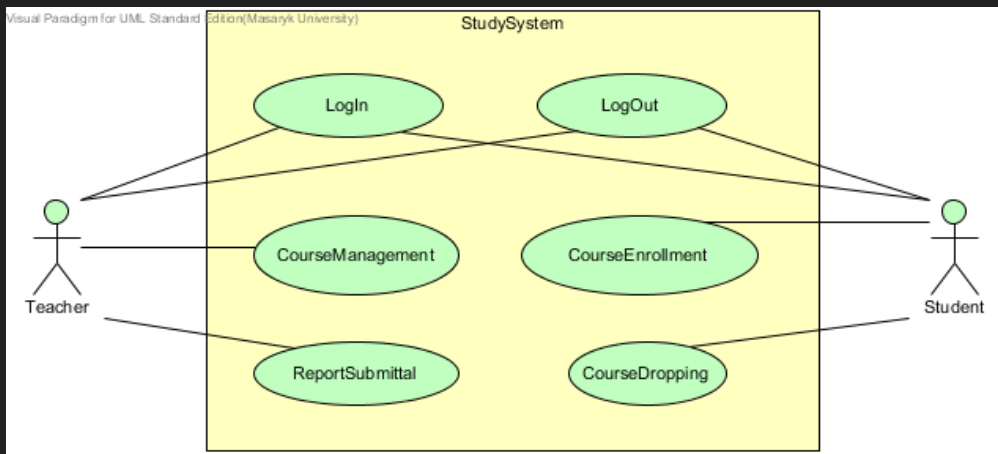 Visual Paradigm for UML Standard Edition(Masaryk University)
StudySystem
LogIn
LogOut
CourseManagement
CourseEnrollment
Teacher
Student
ReportSubmittal
CourseDropping